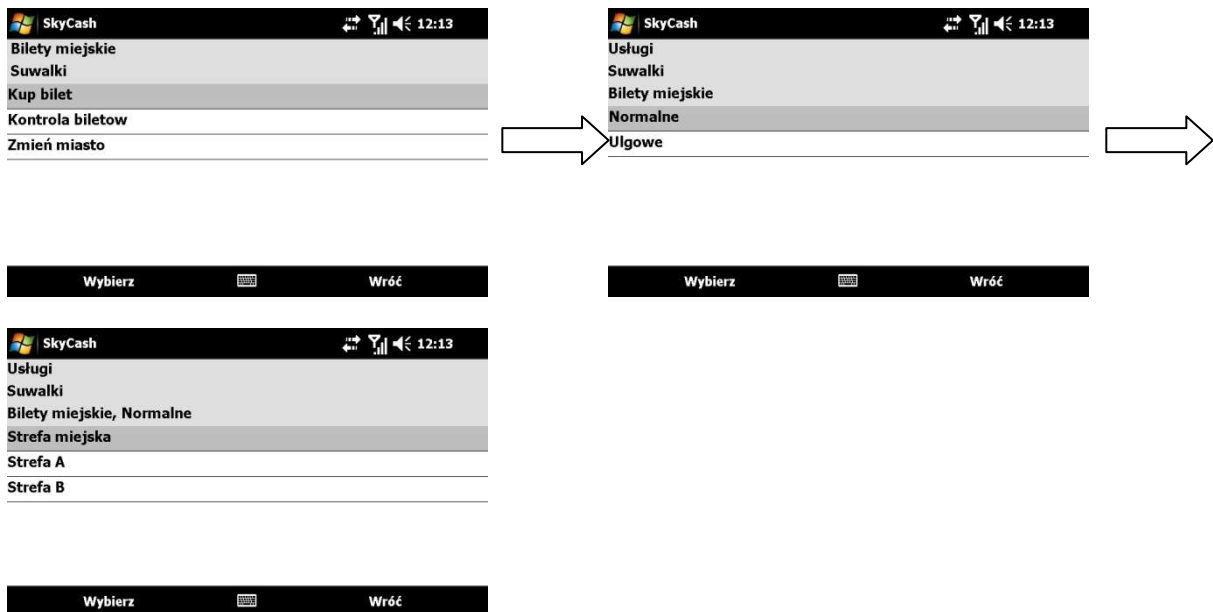 SkyCash 12:13
Bilety miejskie
Suwalki
Kup bilet
Kontrola biletow
Zmień miasto
Wybierz Wróć
SkyCash 12:13
Usługi
Suwalki
Bilety miejskie
Normalne
Ulgowe
Wybierz Wróć
SkyCash 12:13
Usługi
Suwalki
Bilety miejskie, Normalne
Strefa miejska
Strefa A
Strefa B
Wybierz Wróć